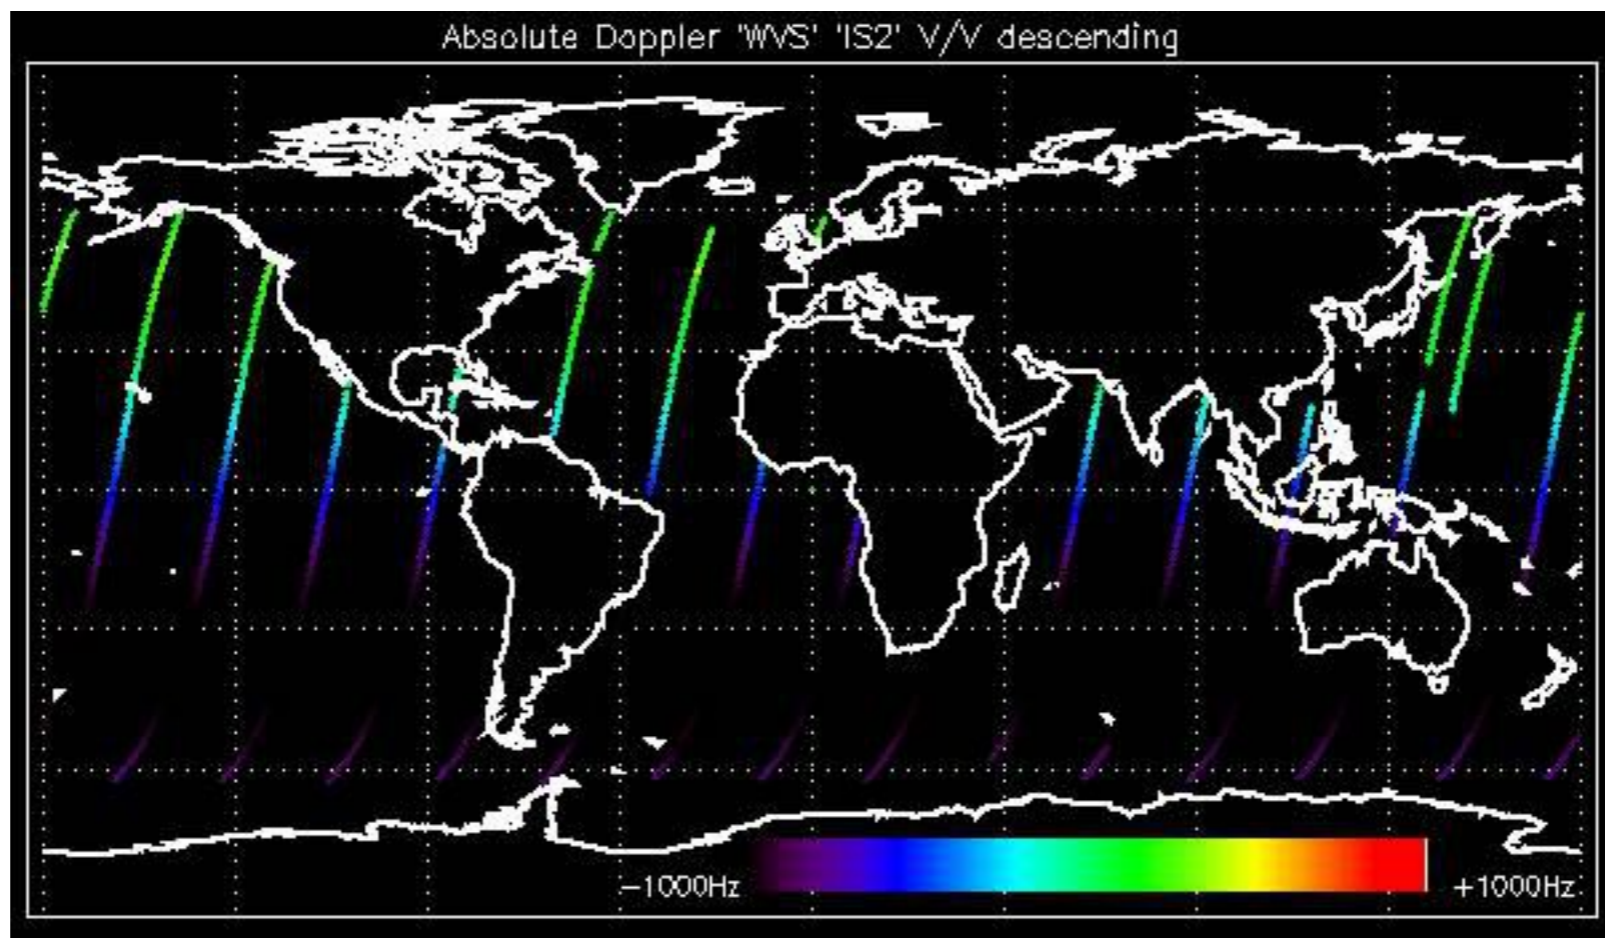 Absolute Doppler 'WVS' 'IS2' V/V descending
−1000Hz +1000Hz